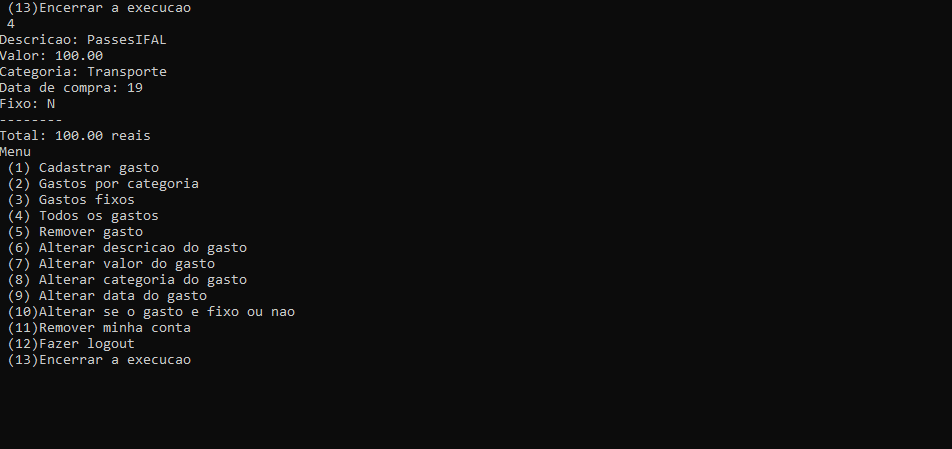 (13)Encerrar a execucao
4
Descricao: PassesIFAL
Valor: 100.00
Categoria: Transporte
Data de compra: 19
Fixo: N
--------
Total: 100.00 reais
Menu
(1) Cadastrar gasto
(2) Gastos por categoria
(3) Gastos fixos
(4) Todos os gastos
(5) Remover gasto
(6) Alterar descricao do gasto
(7) Alterar valor do gasto
(8) Alterar categoria do gasto
(9) Alterar data do gasto
(10)Alterar se o gasto e fixo ou nao
(11)Remover minha conta
(12)Fazer logout
(13)Encerrar a execucao